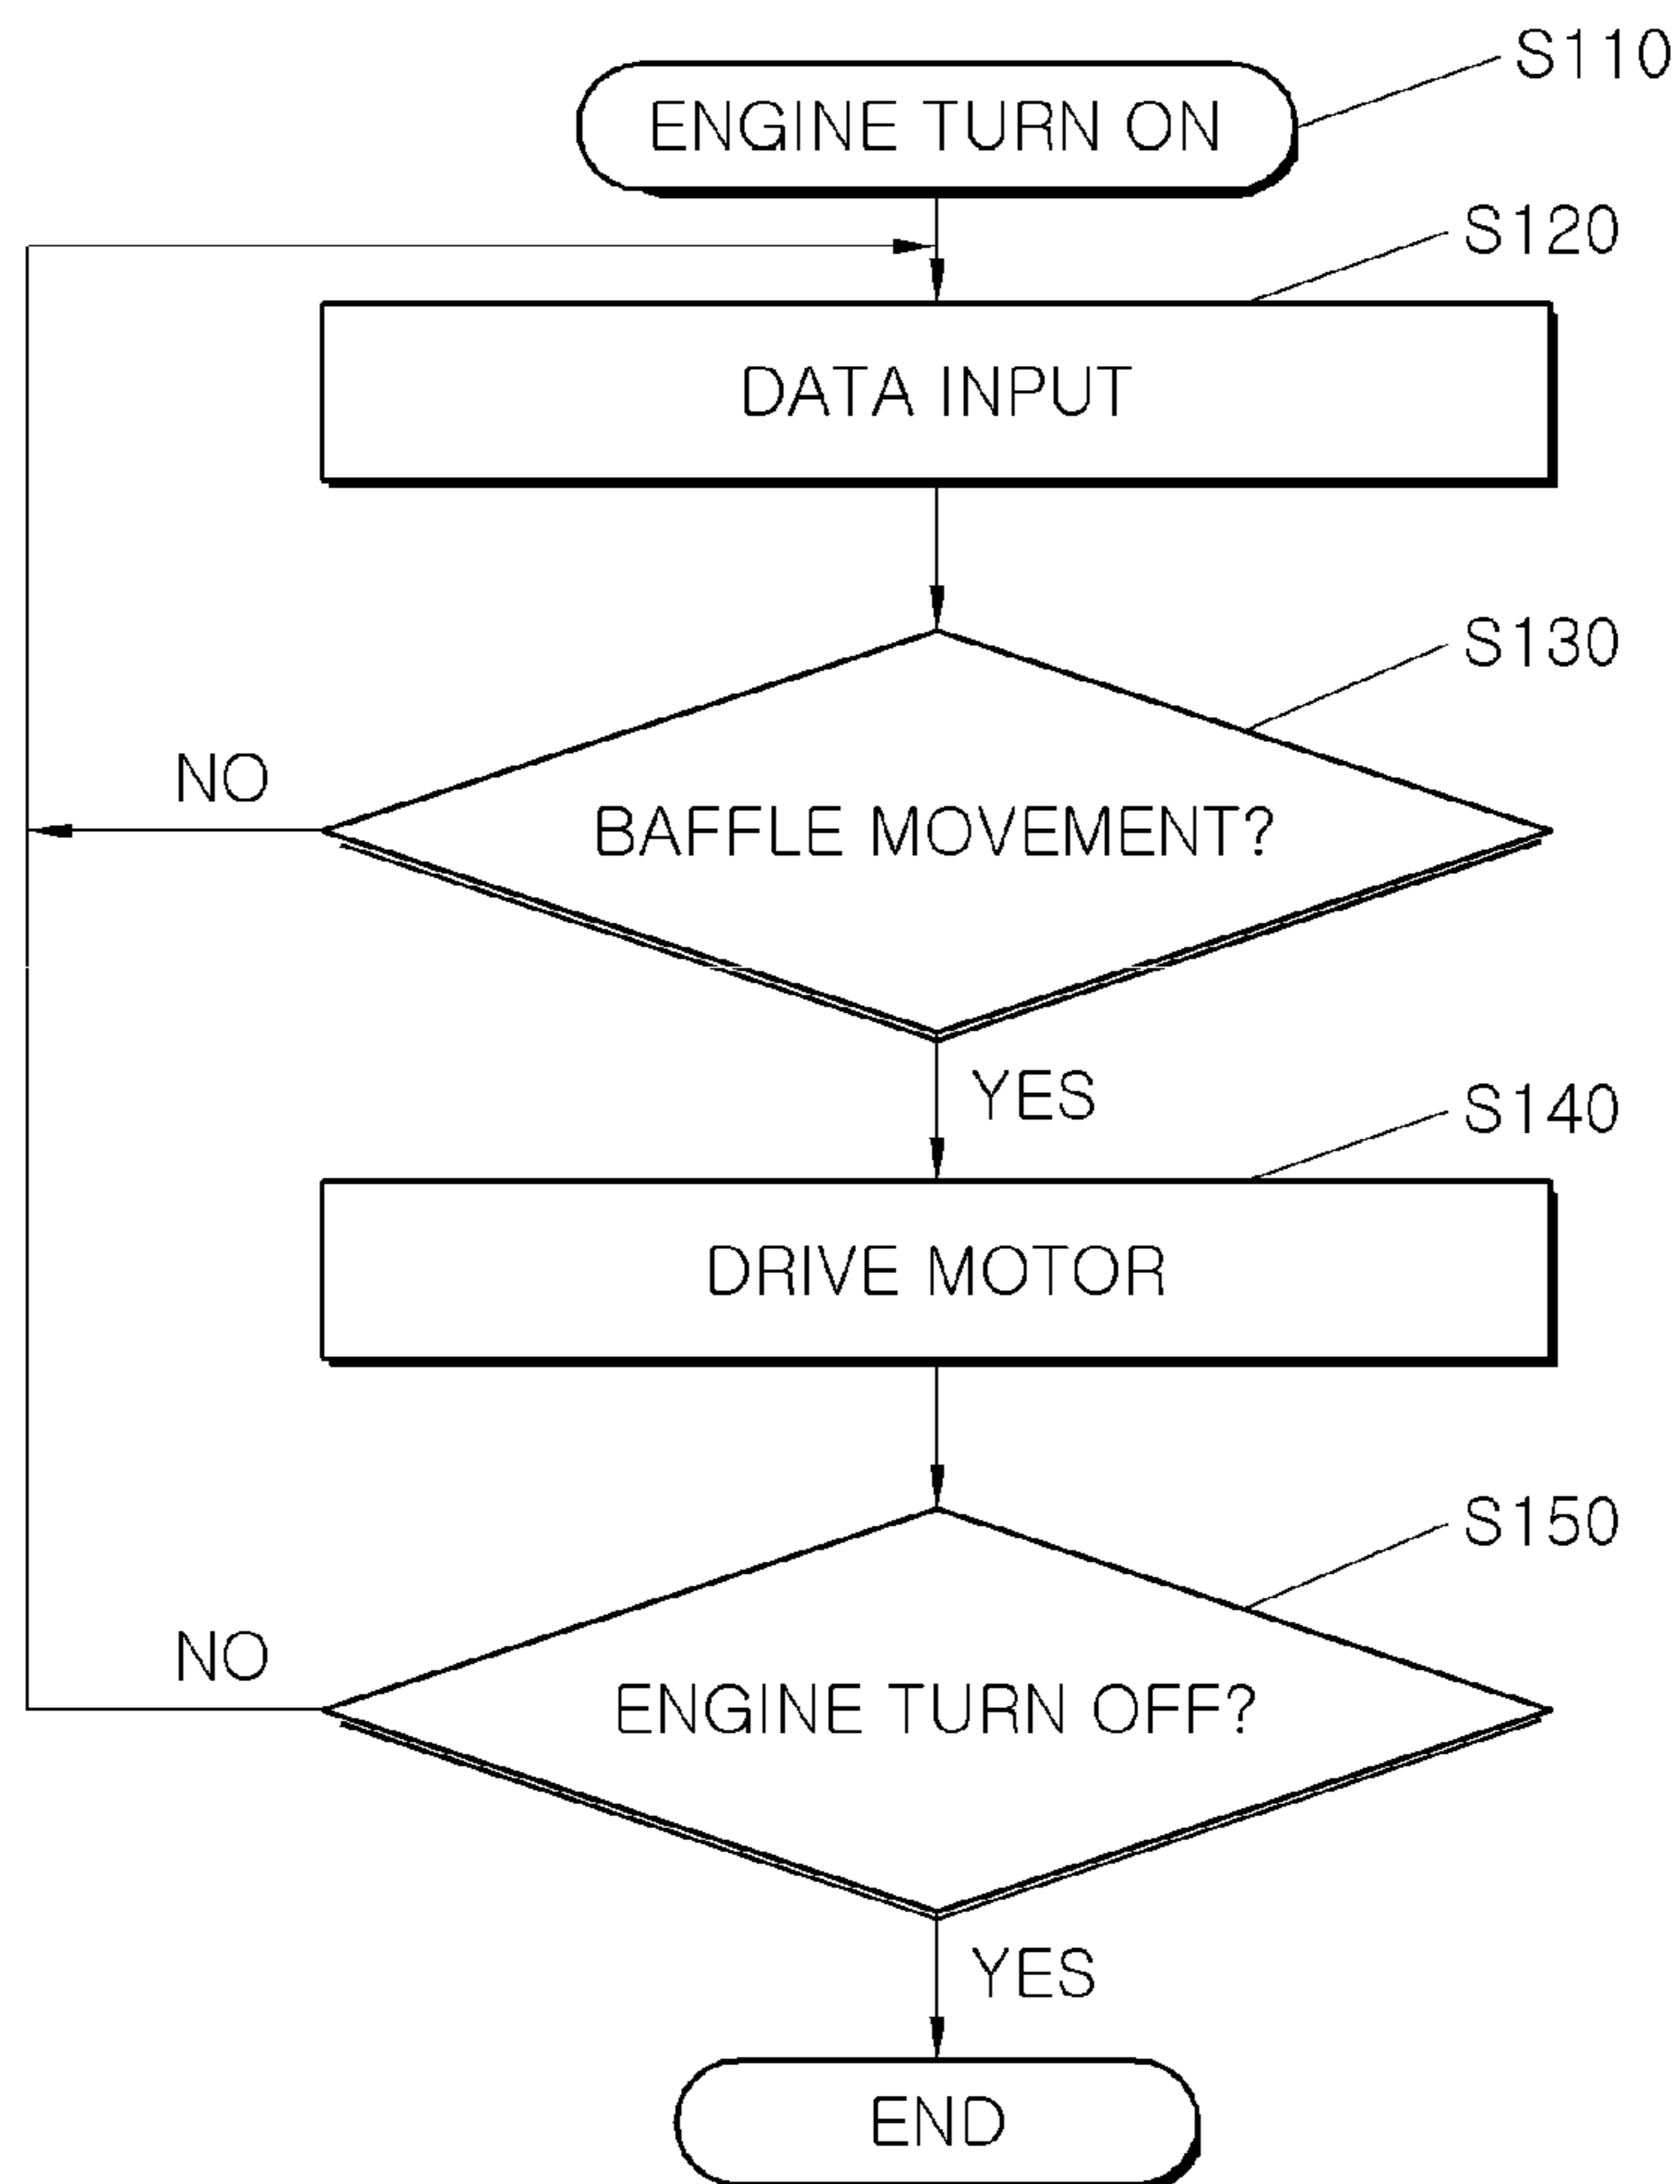 S110
ENGINE TURN ON
S120
DATA INPUT
S130
NO
BAFFLE MOVEMENT?
YES
S140
DRIVE MOTOR
S150
NO
ENGINE TURN OFF?
YES
END